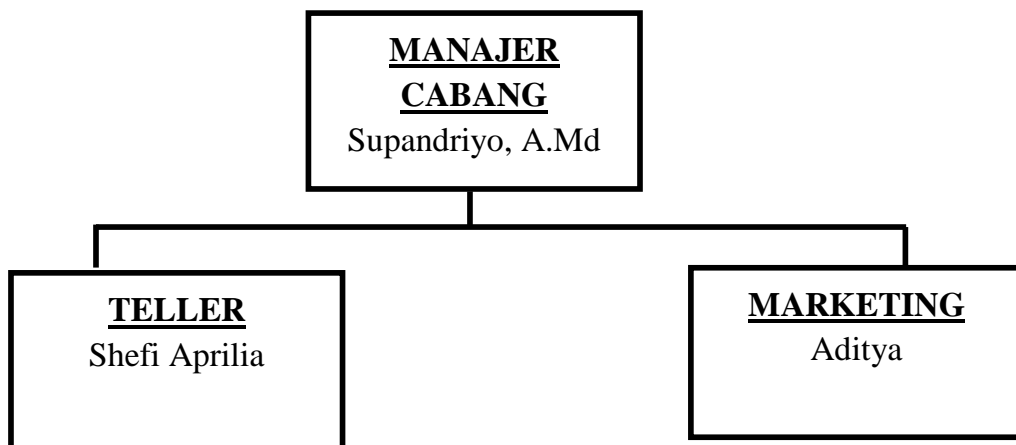 MANAJER
CABANG
Supandriyo, A.Md
TELLER
Shefi Aprilia
MARKETING
Aditya